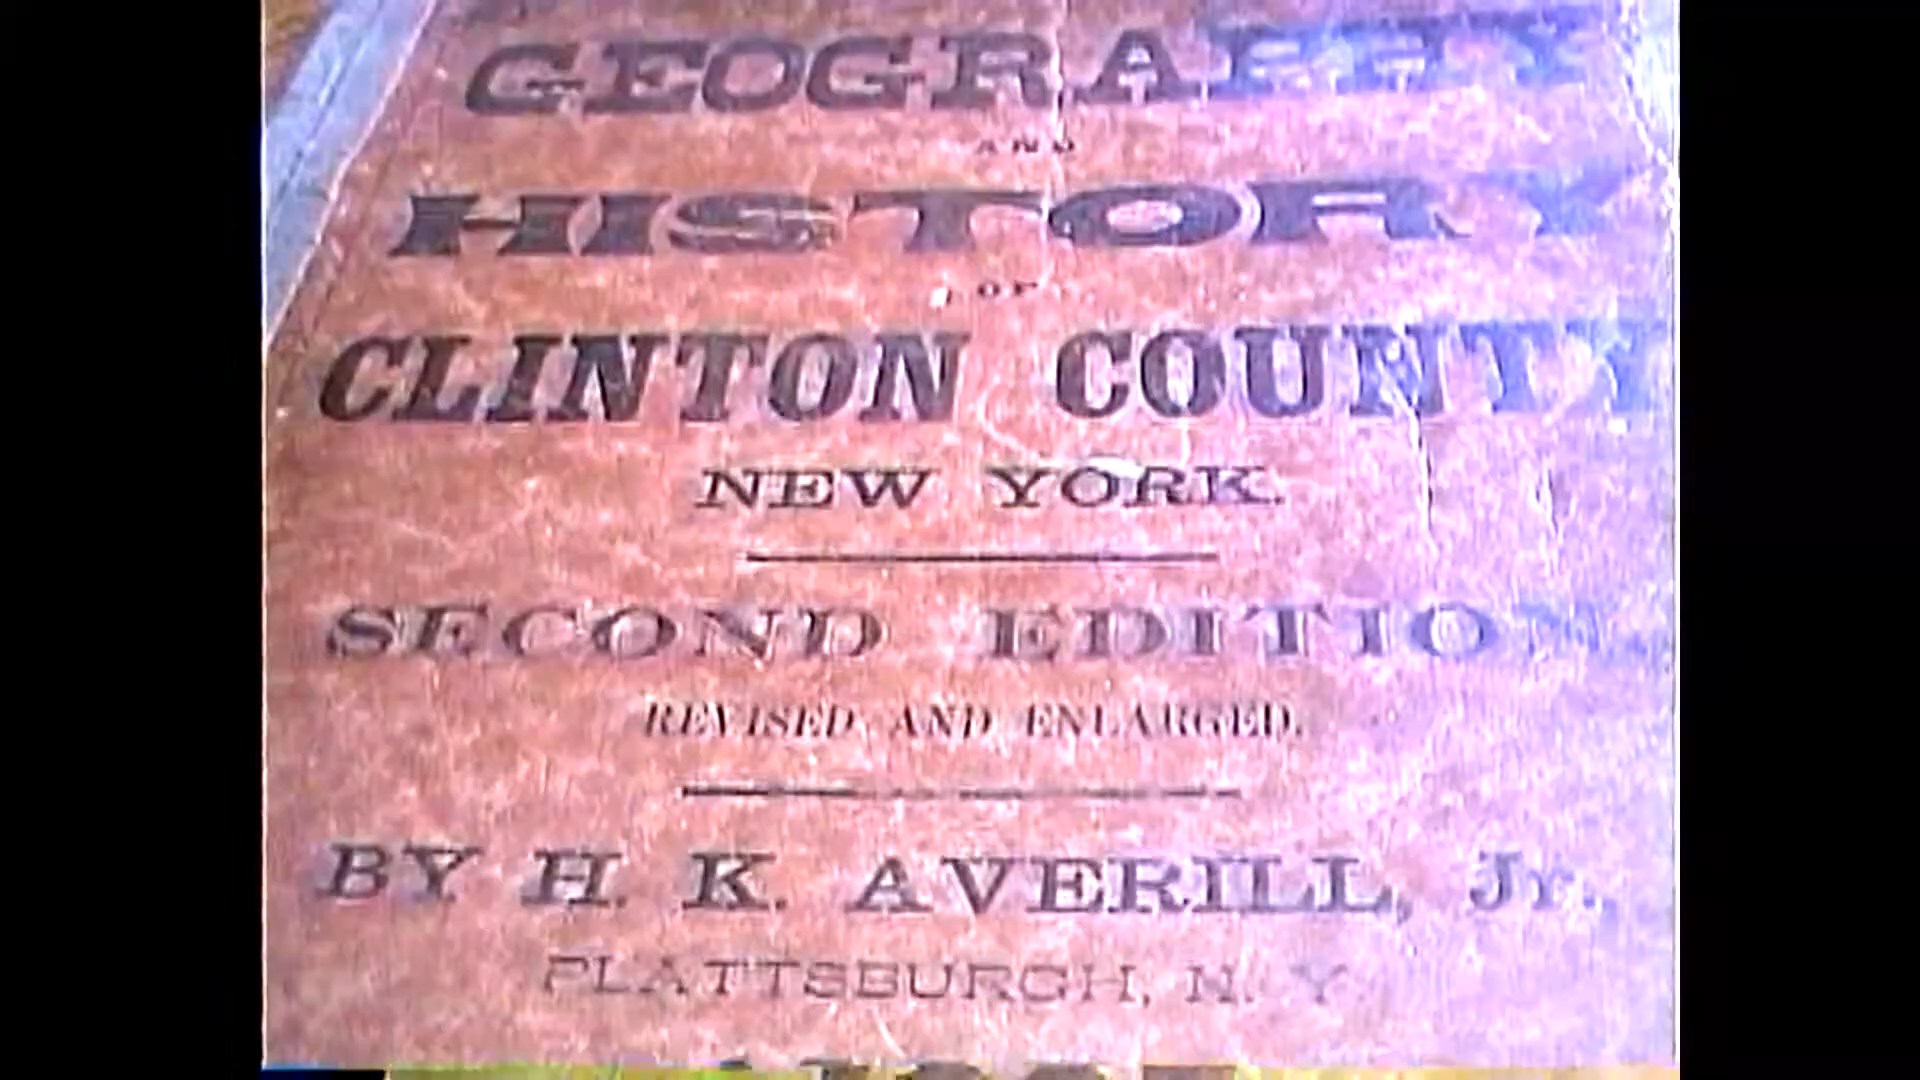 GEOGRAPHY
AND
HISTORY
OF
CLINTON COUNTY
NEW YORK.
SECOND EDITION
REVISED AND ENLARGED.
BY H. K. AVERILL, Jr.
PLATTSBURGH, N. Y.